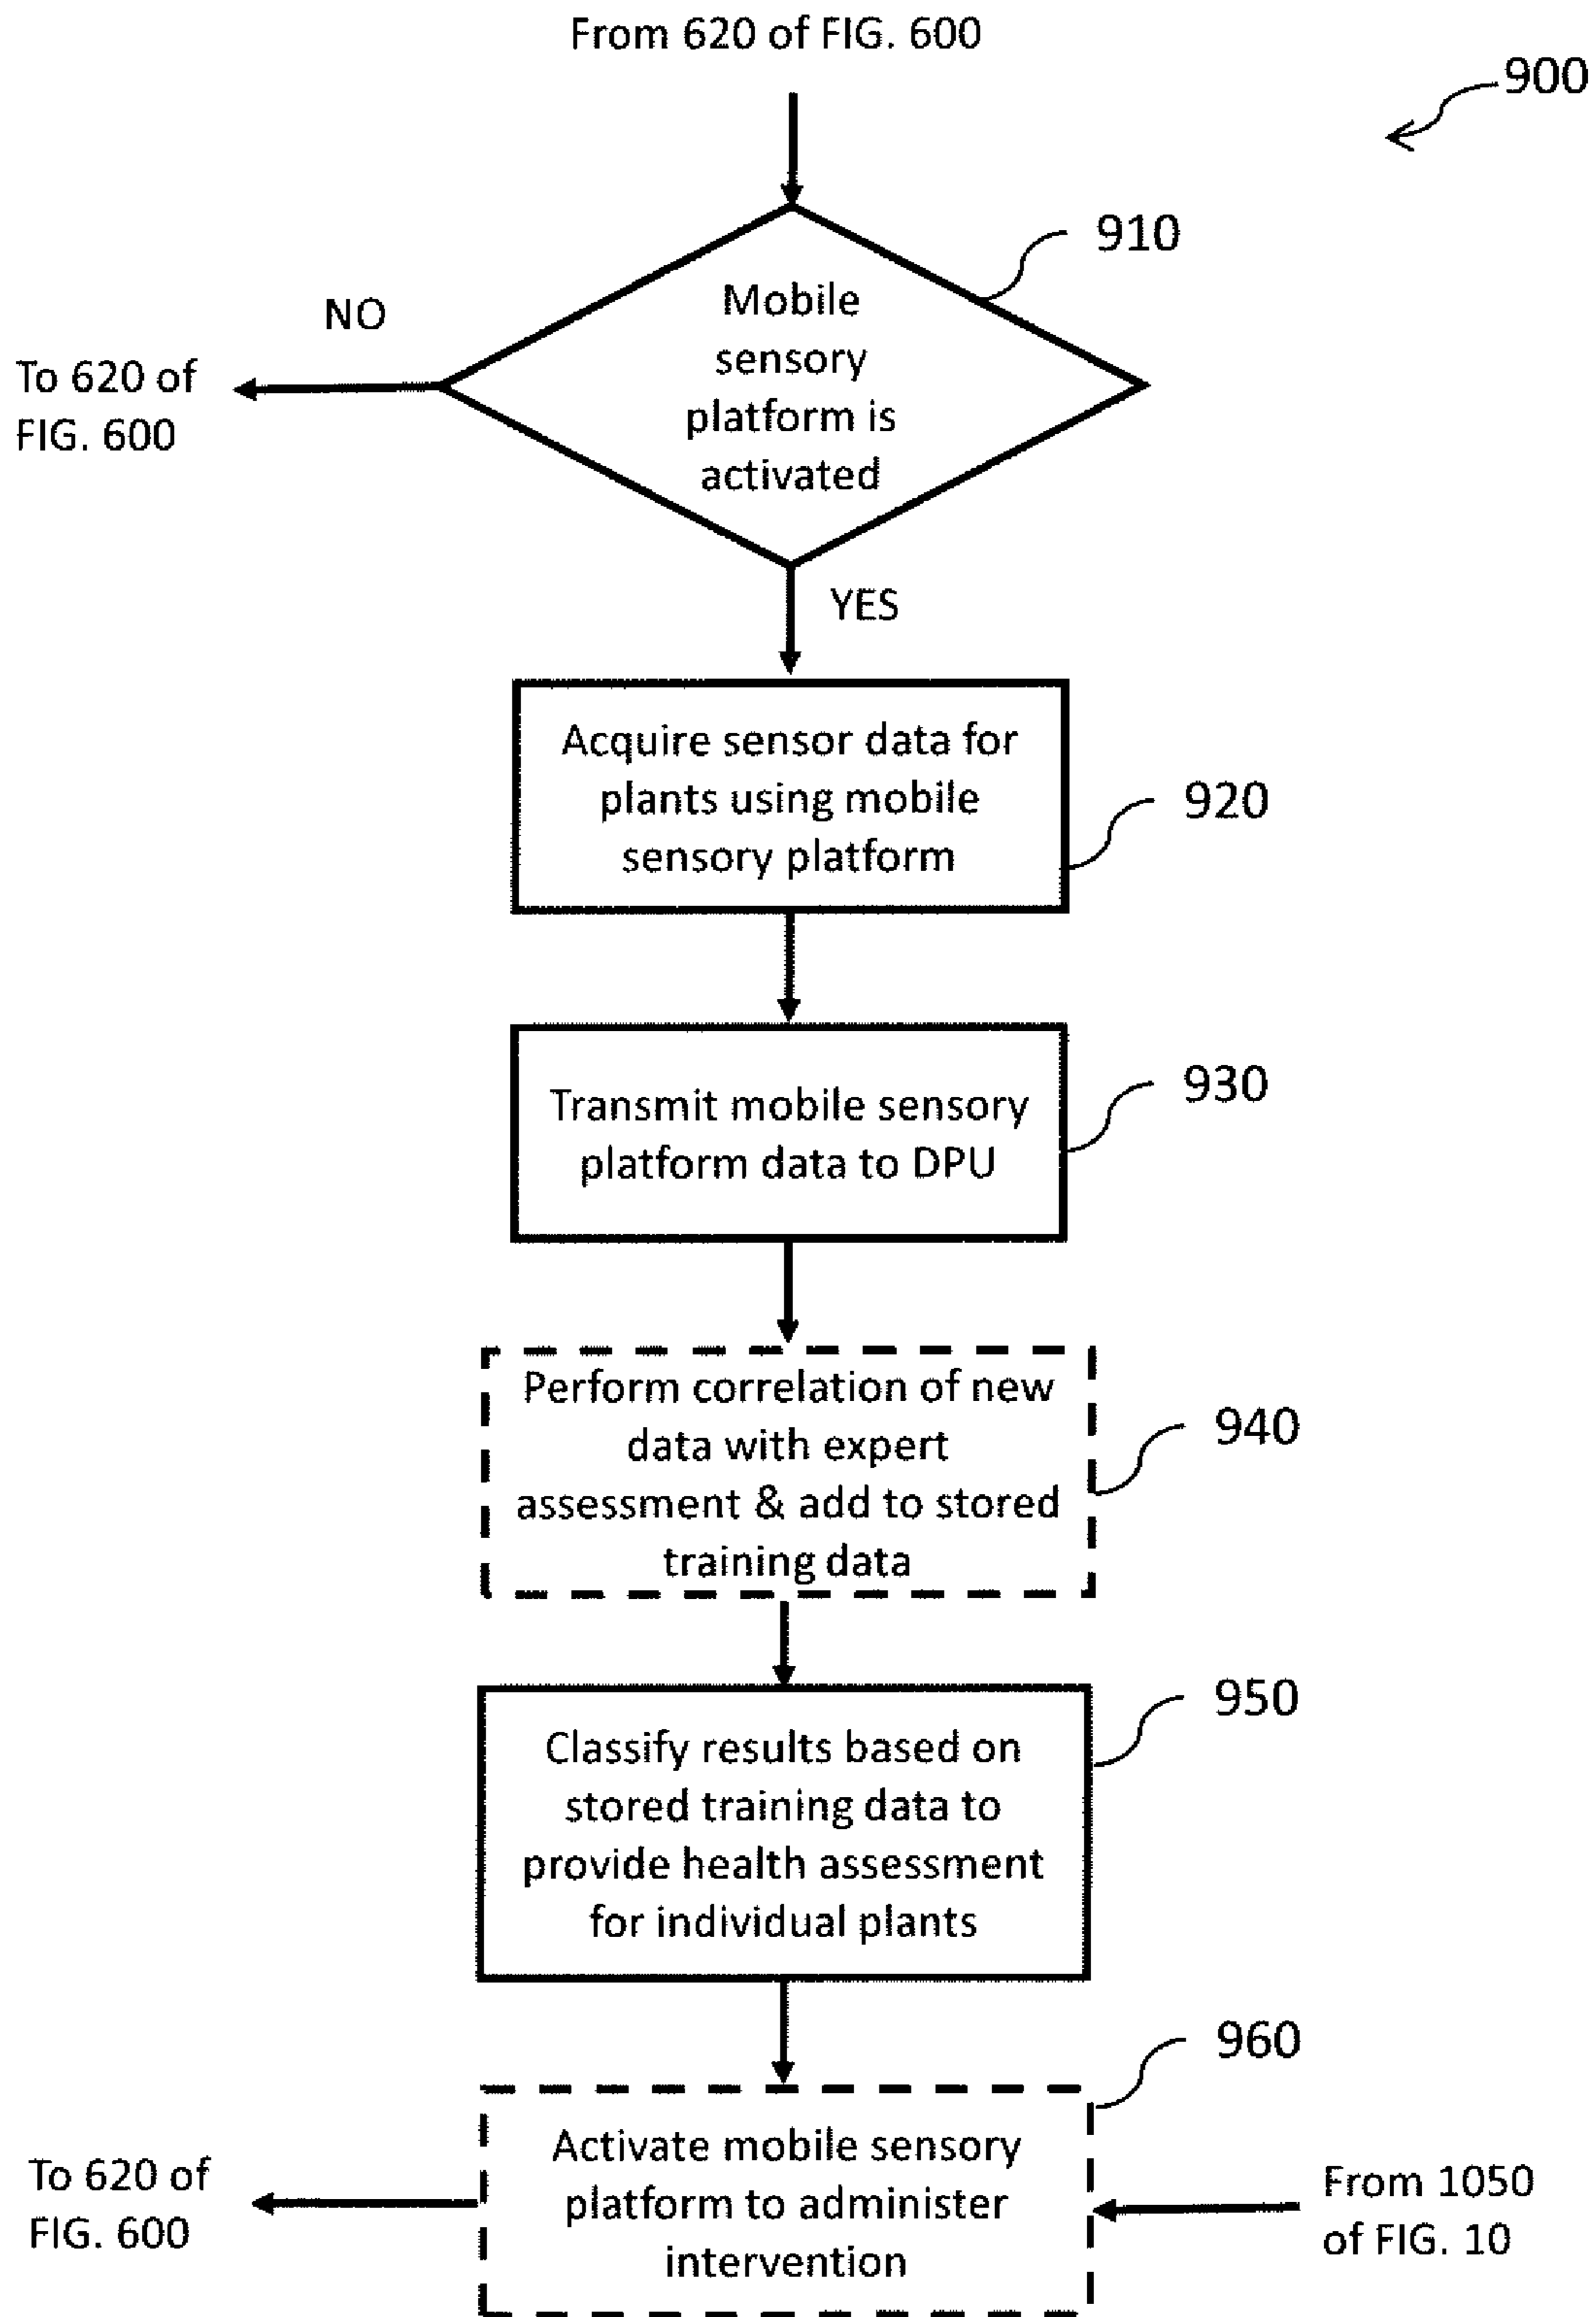 From 620 of FIG. 600
900
910
Mobile
sensory
platform is
activated
NO
To 620 of
FIG. 600
YES
Acquire sensor data for
plants using mobile
sensory platform
920
Transmit mobile sensory
platform data to DPU
930
Perform correlation of new
data with expert
assessment & add to stored
training data
940
Classify results based on
stored training data to
provide health assessment
for individual plants
950
960
Activate mobile sensory
platform to administer
intervention
To 620 of
FIG. 600
From 1050
of FIG. 10